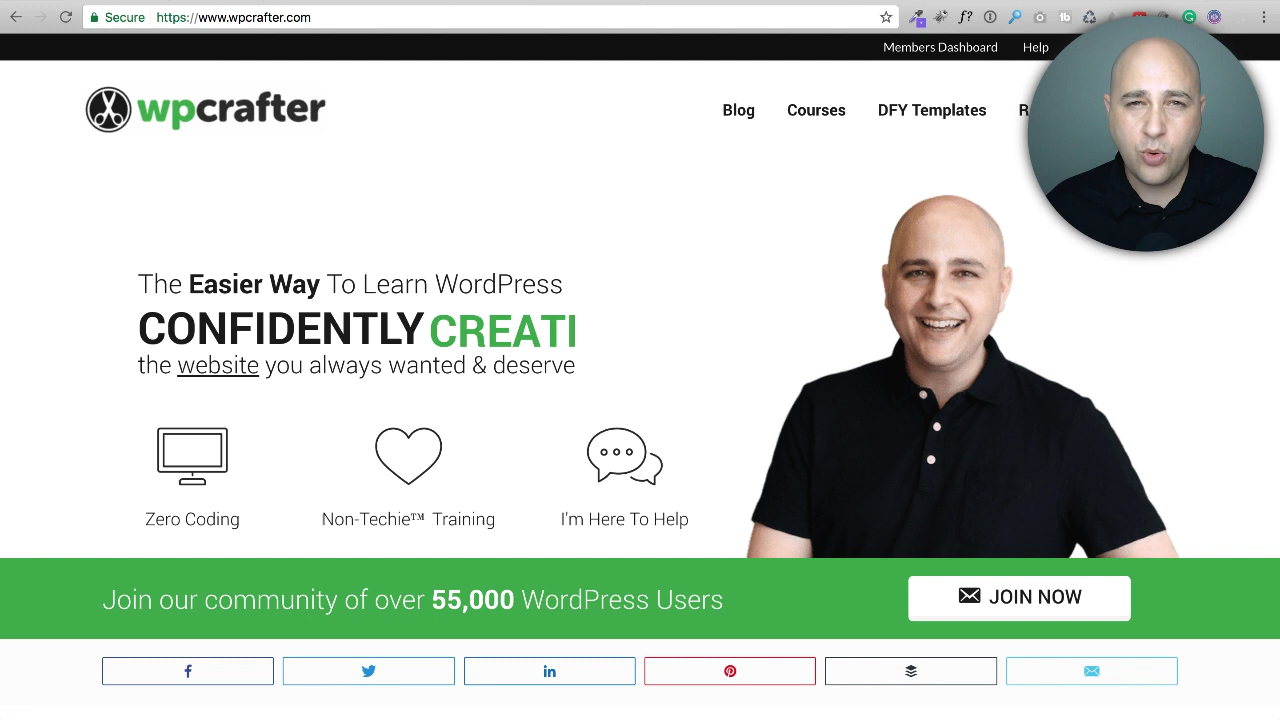 Secure https://www.wpcrafter.com
Members Dashboard Help
wpcrafter
Blog Courses DFY Templates R
The Easier Way To Learn WordPress
CONFIDENTLY CREATI
the website you always wanted & deserve
Zero Coding Non-Techie™ Training I'm Here To Help
Join our community of over 55,000 WordPress Users
JOIN NOW